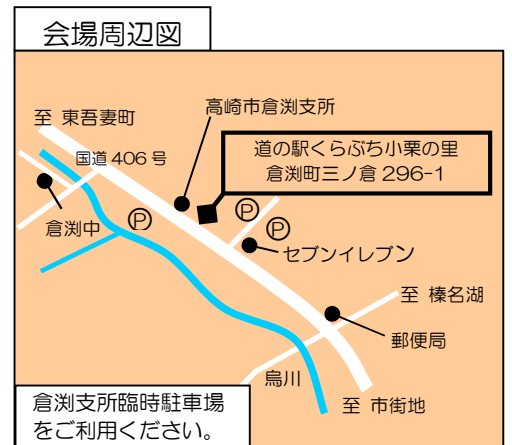 会場周辺図
高崎市倉渕支所
至 東吾妻町
道の駅くらぶち小栗の里
倉渕町三ノ倉 296-1
国道 406 号
Ⓟ
Ⓟ
Ⓟ
倉渕中
セブンイレブン
至 榛名湖
郵便局
烏川
至 市街地
倉渕支所臨時駐車場
をご利用ください。